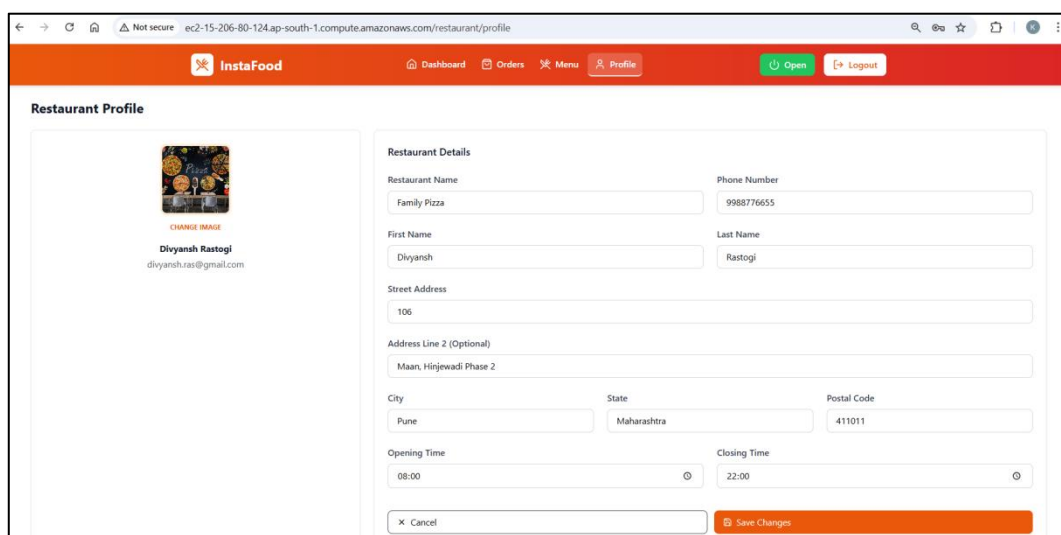 Not secure ec2-15-206-80-124.ap-south-1.compute.amazonaws.com/restaurant/profile K
InstaFood Dashboard Orders Menu Profile Open Logout
Restaurant Profile
Pizza
CHANGE IMAGE
Divyansh Rastogi
divyansh.ras@gmail.com
Restaurant Details
Restaurant Name Phone Number
Family Pizza 9988776655
First Name Last Name
Divyansh Rastogi
Street Address
106
Address Line 2 (Optional)
Maan, Hinjewadi Phase 2
City State Postal Code
Pune Maharashtra 411011
Opening Time Closing Time
08:00 22:00
Cancel Save Changes